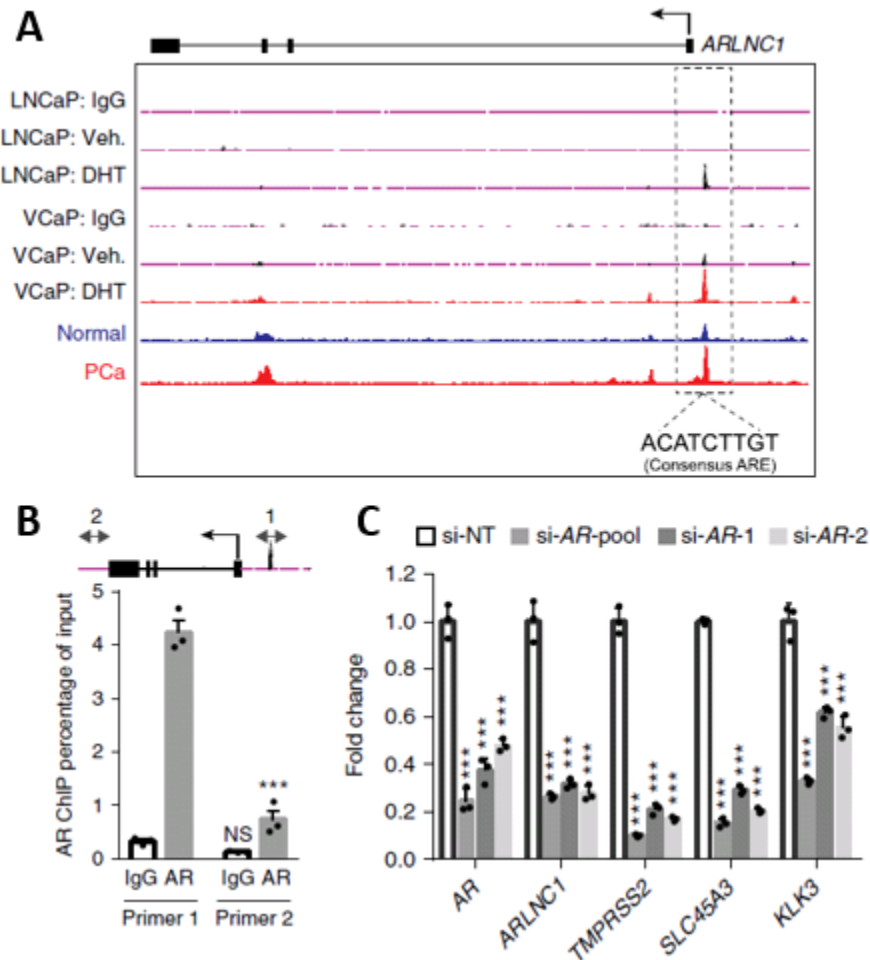 A
ARLNC1
LNCaP: IgG
LNCaP: Veh.
LNCaP: DHT
VCaP: IgG
VCaP: Veh.
VCaP: DHT
Normal
PCa
ACATCTTGT
(Consensus ARE)
B
2
1
AR ChIP percentage of input
5
4
3
2
1
0
NS
***
IgG AR IgG AR
Primer 1 Primer 2
C
si-NT si-AR-pool si-AR-1 si-AR-2
Fold change
1.2
1.0
0.8
0.6
0.4
0.2
0.0
*** *** ***
*** *** ***
*** *** ***
*** *** ***
*** *** ***
AR
ARLNC1
TMPRSS2
SLC45A3
KLK3